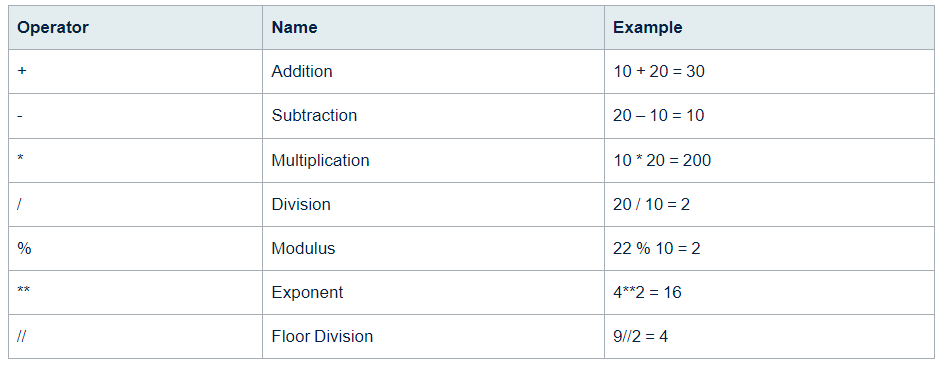 Operator Name Example
+ Addition 10 + 20 = 30
- Subtraction 20 – 10 = 10
* Multiplication 10 * 20 = 200
/ Division 20 / 10 = 2
% Modulus 22 % 10 = 2
** Exponent 4**2 = 16
// Floor Division 9//2 = 4